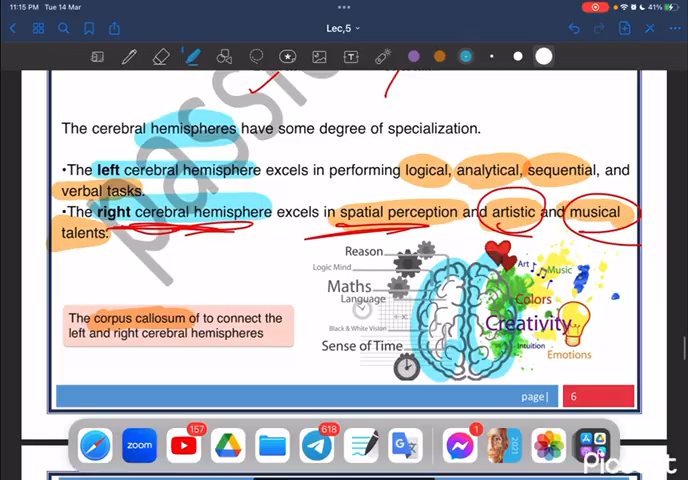 11:15 PM Tue 14 Mar
41%
Lec,5
passio
The cerebral hemispheres have some degree of specialization.
•The left cerebral hemisphere excels in performing logical, analytical, sequential, and
verbal tasks.
•The right cerebral hemisphere excels in spatial perception and artistic and musical
talents.
The corpus callosum of to connect the
left and right cerebral hemispheres
Reason
Logic Mind
Maths
Language
Black & White Vision
Sense of Time
Art
Music
Colors
Creativity
Intuition
Emotions
page| 6
zoom
157
618
1
2021